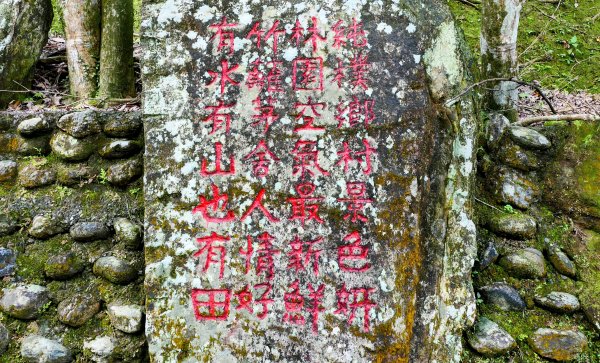 純樸鄉村景色妍
林園空氣最新鮮
竹籬茅舍人情好
有水有山也有田